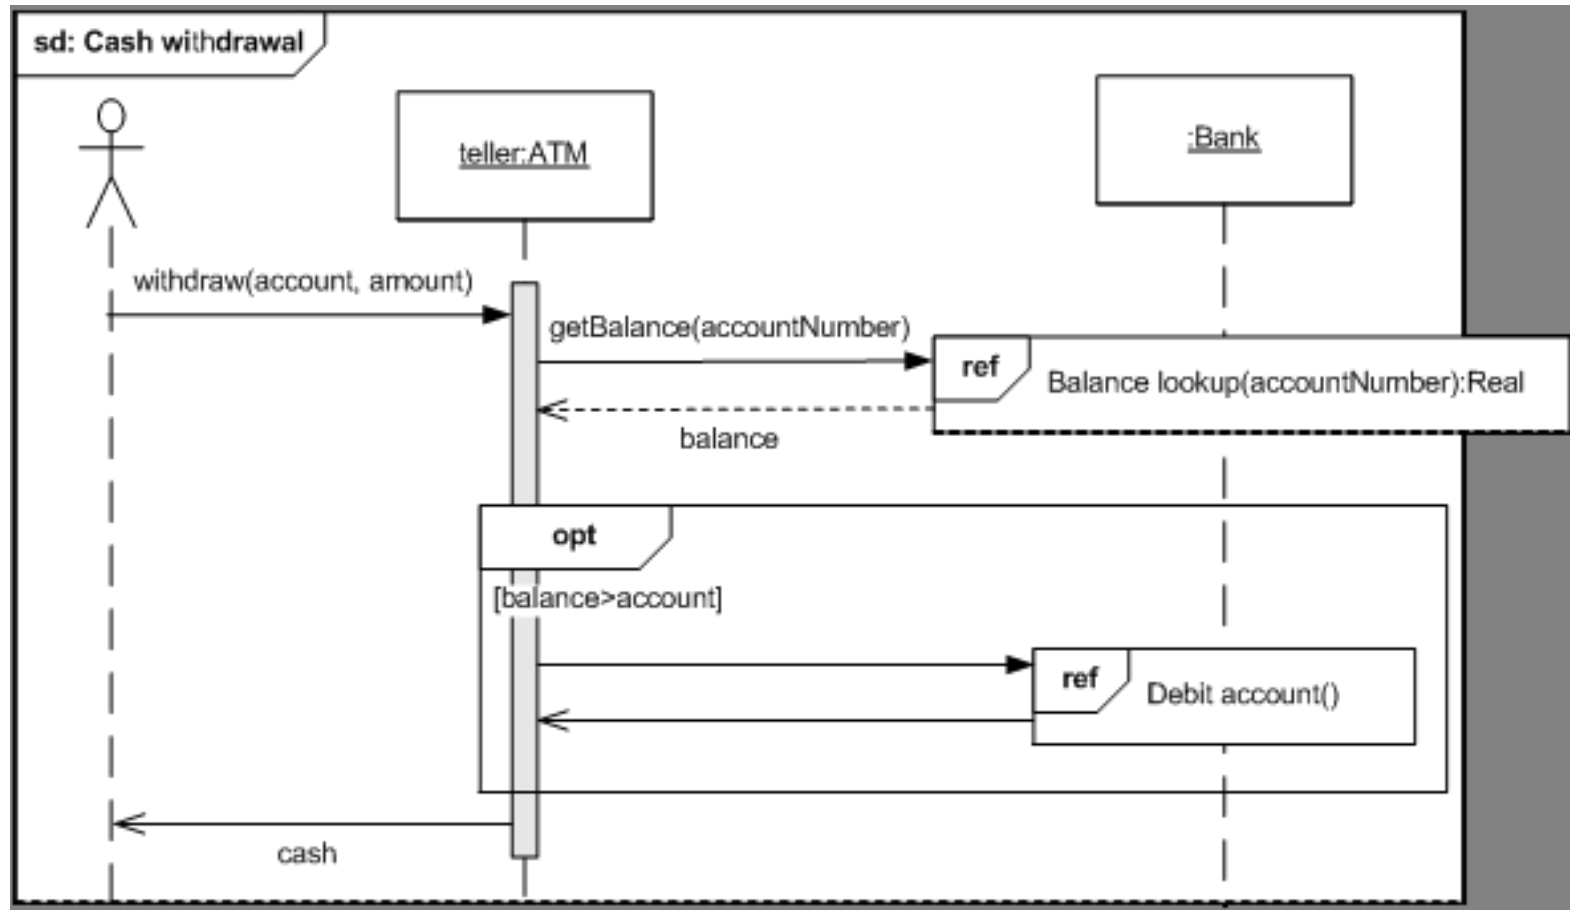 sd: Cash withdrawal
teller:ATM
:Bank
withdraw(account, amount)
getBalance(accountNumber)
ref
Balance lookup(accountNumber):Real
balance
opt
[balance>account]
ref
Debit account()
cash